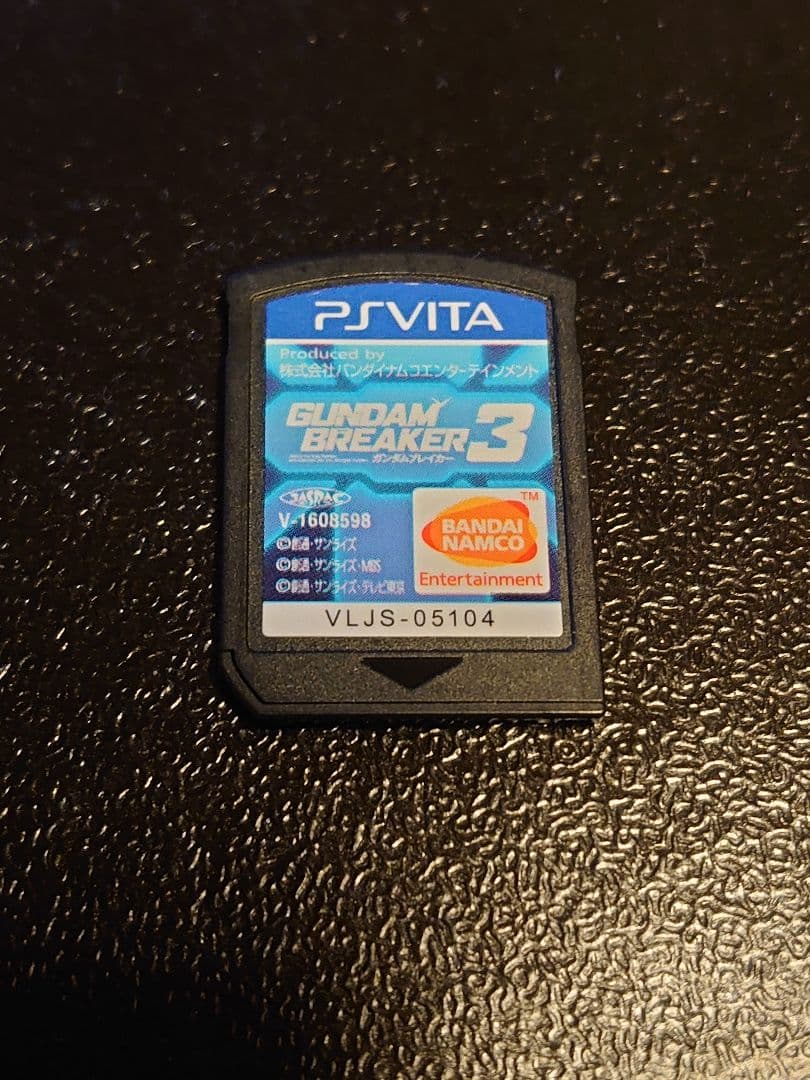 PSVITA
Produced by
株式会社バンダイナムコエンターテインメント
GUNDAM
BREAKER 3
ガンダムブレイカー
JASRAC
V-1608598
©創通・サンライズ
©創通・サンライズ・MBS
©創通・サンライズ・テレビ東京
TM
BANDAI
NAMCO
Entertainment
VLJS-05104